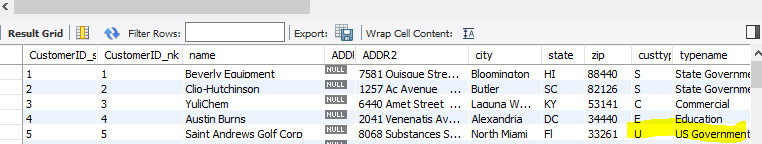 Result Grid Filter Rows: Export: Wrap Cell Content: IA
CustomerID_s CustomerID_nk name ADDI ADDR2 city state zip custtyp typename
1 1 Beverly Equipment NULL 7581 Quisque Stre... Bloomington HI 88440 S State Governme
2 2 Clio-Hutchinson NULL 1257 Ac Avenue ... Butler SC 82126 S State Governme
3 3 YuliChem NULL 6440 Amet Street ... Laguna W... KY 53141 C Commercial
4 4 Austin Burns NULL 2041 Venenatis Av... Alexandria DC 34440 E Education
5 5 Saint Andrews Golf Corp NULL 8068 Substances S... North Miami Fl 33261 U US Government